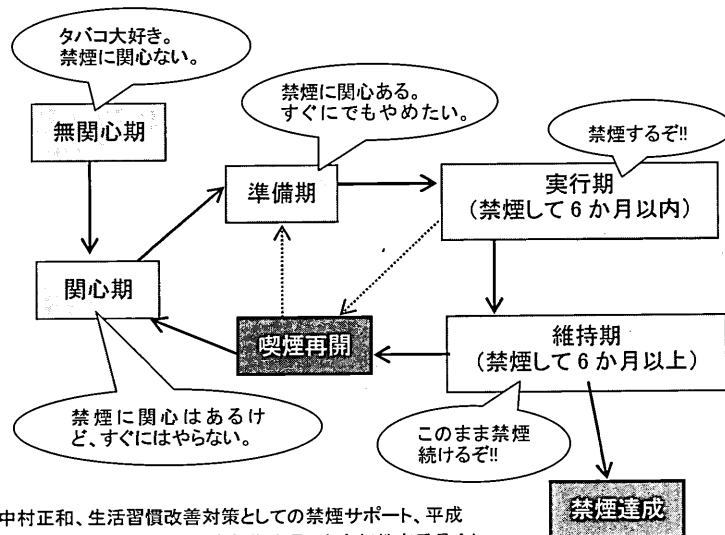 タバコ大好き。
禁煙に関心ない。
無関心期
禁煙に関心ある。
すぐにでもやめたい。
禁煙するぞ!!
準備期
実行期
（禁煙して６か月以内）
関心期
喫煙再開
維持期
（禁煙して６か月以上）
禁煙に関心はあるけ
ど、すぐにはやらない。
このまま禁煙
続けるぞ!!
禁煙達成
中村正和、生活習慣改善対策としての禁煙サポート、平成